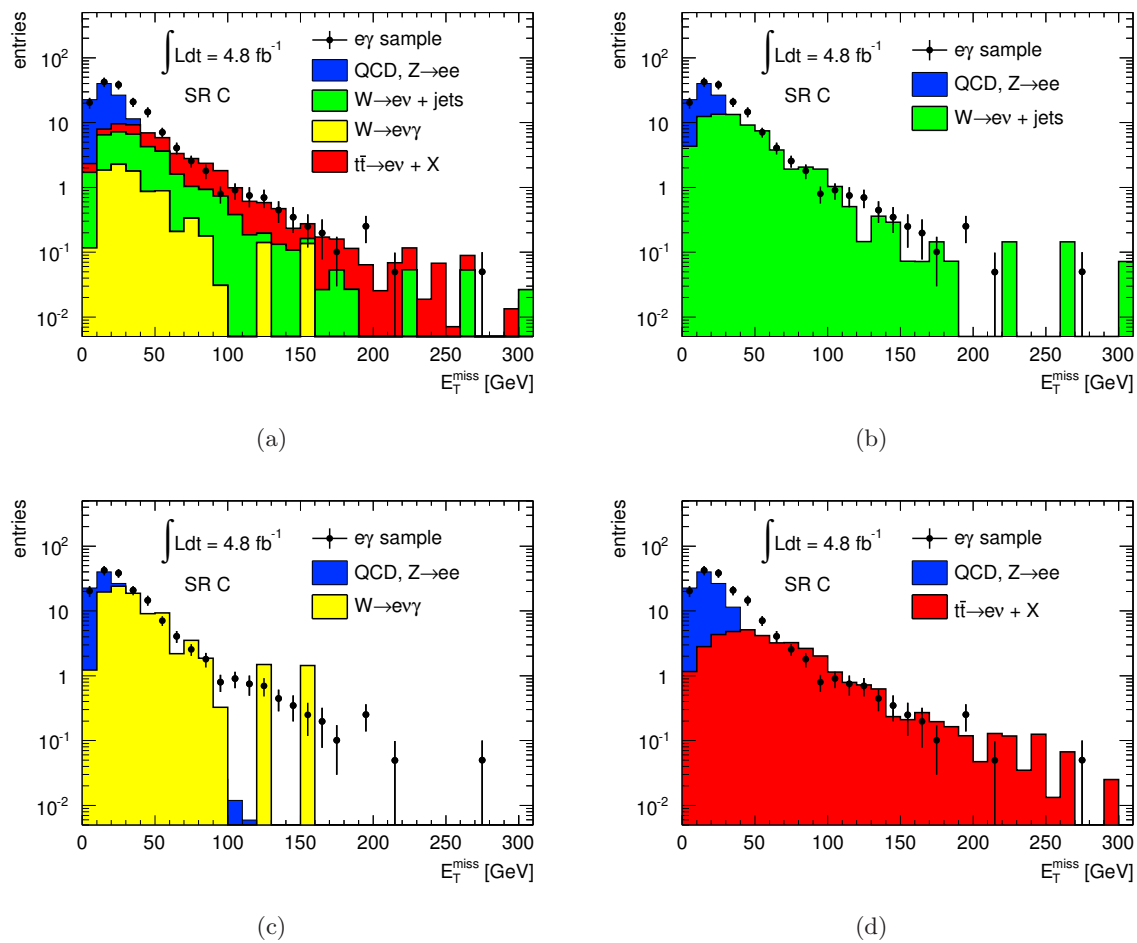 entries
10²
10
1
10⁻¹
10⁻²
∫ Ldt = 4.8 fb⁻¹
SR C
eγ sample
QCD, Z→ee
W→eν + jets
W→eνγ
tt̄→eν + X
0 50 100 150 200 250 300
E_T^miss [GeV]
(a)
entries
10²
10
1
10⁻¹
10⁻²
∫ Ldt = 4.8 fb⁻¹
SR C
eγ sample
QCD, Z→ee
W→eν + jets
0 50 100 150 200 250 300
E_T^miss [GeV]
(b)
entries
10²
10
1
10⁻¹
10⁻²
∫ Ldt = 4.8 fb⁻¹
SR C
eγ sample
QCD, Z→ee
W→eνγ
0 50 100 150 200 250 300
E_T^miss [GeV]
(c)
entries
10²
10
1
10⁻¹
10⁻²
∫ Ldt = 4.8 fb⁻¹
SR C
eγ sample
QCD, Z→ee
tt̄→eν + X
0 50 100 150 200 250 300
E_T^miss [GeV]
(d)